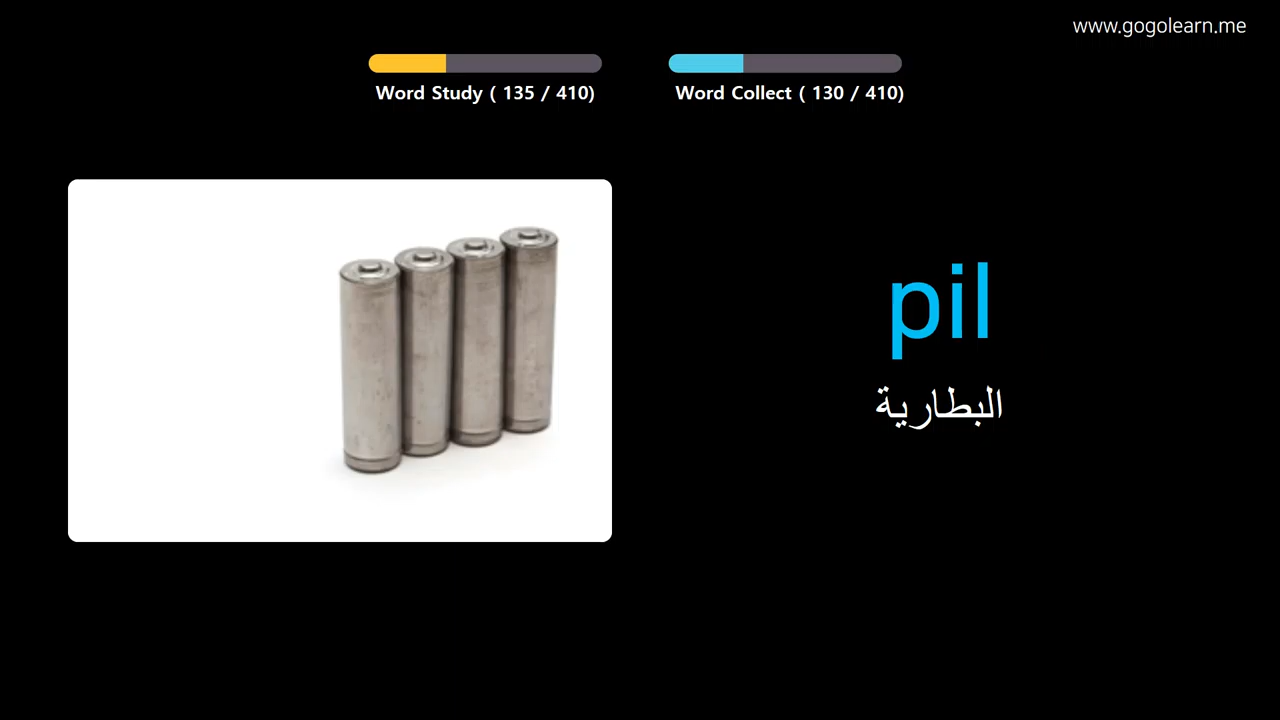 www.gogolearn.me
Word Study ( 135 / 410)
Word Collect ( 130 / 410)
pil
البطارية